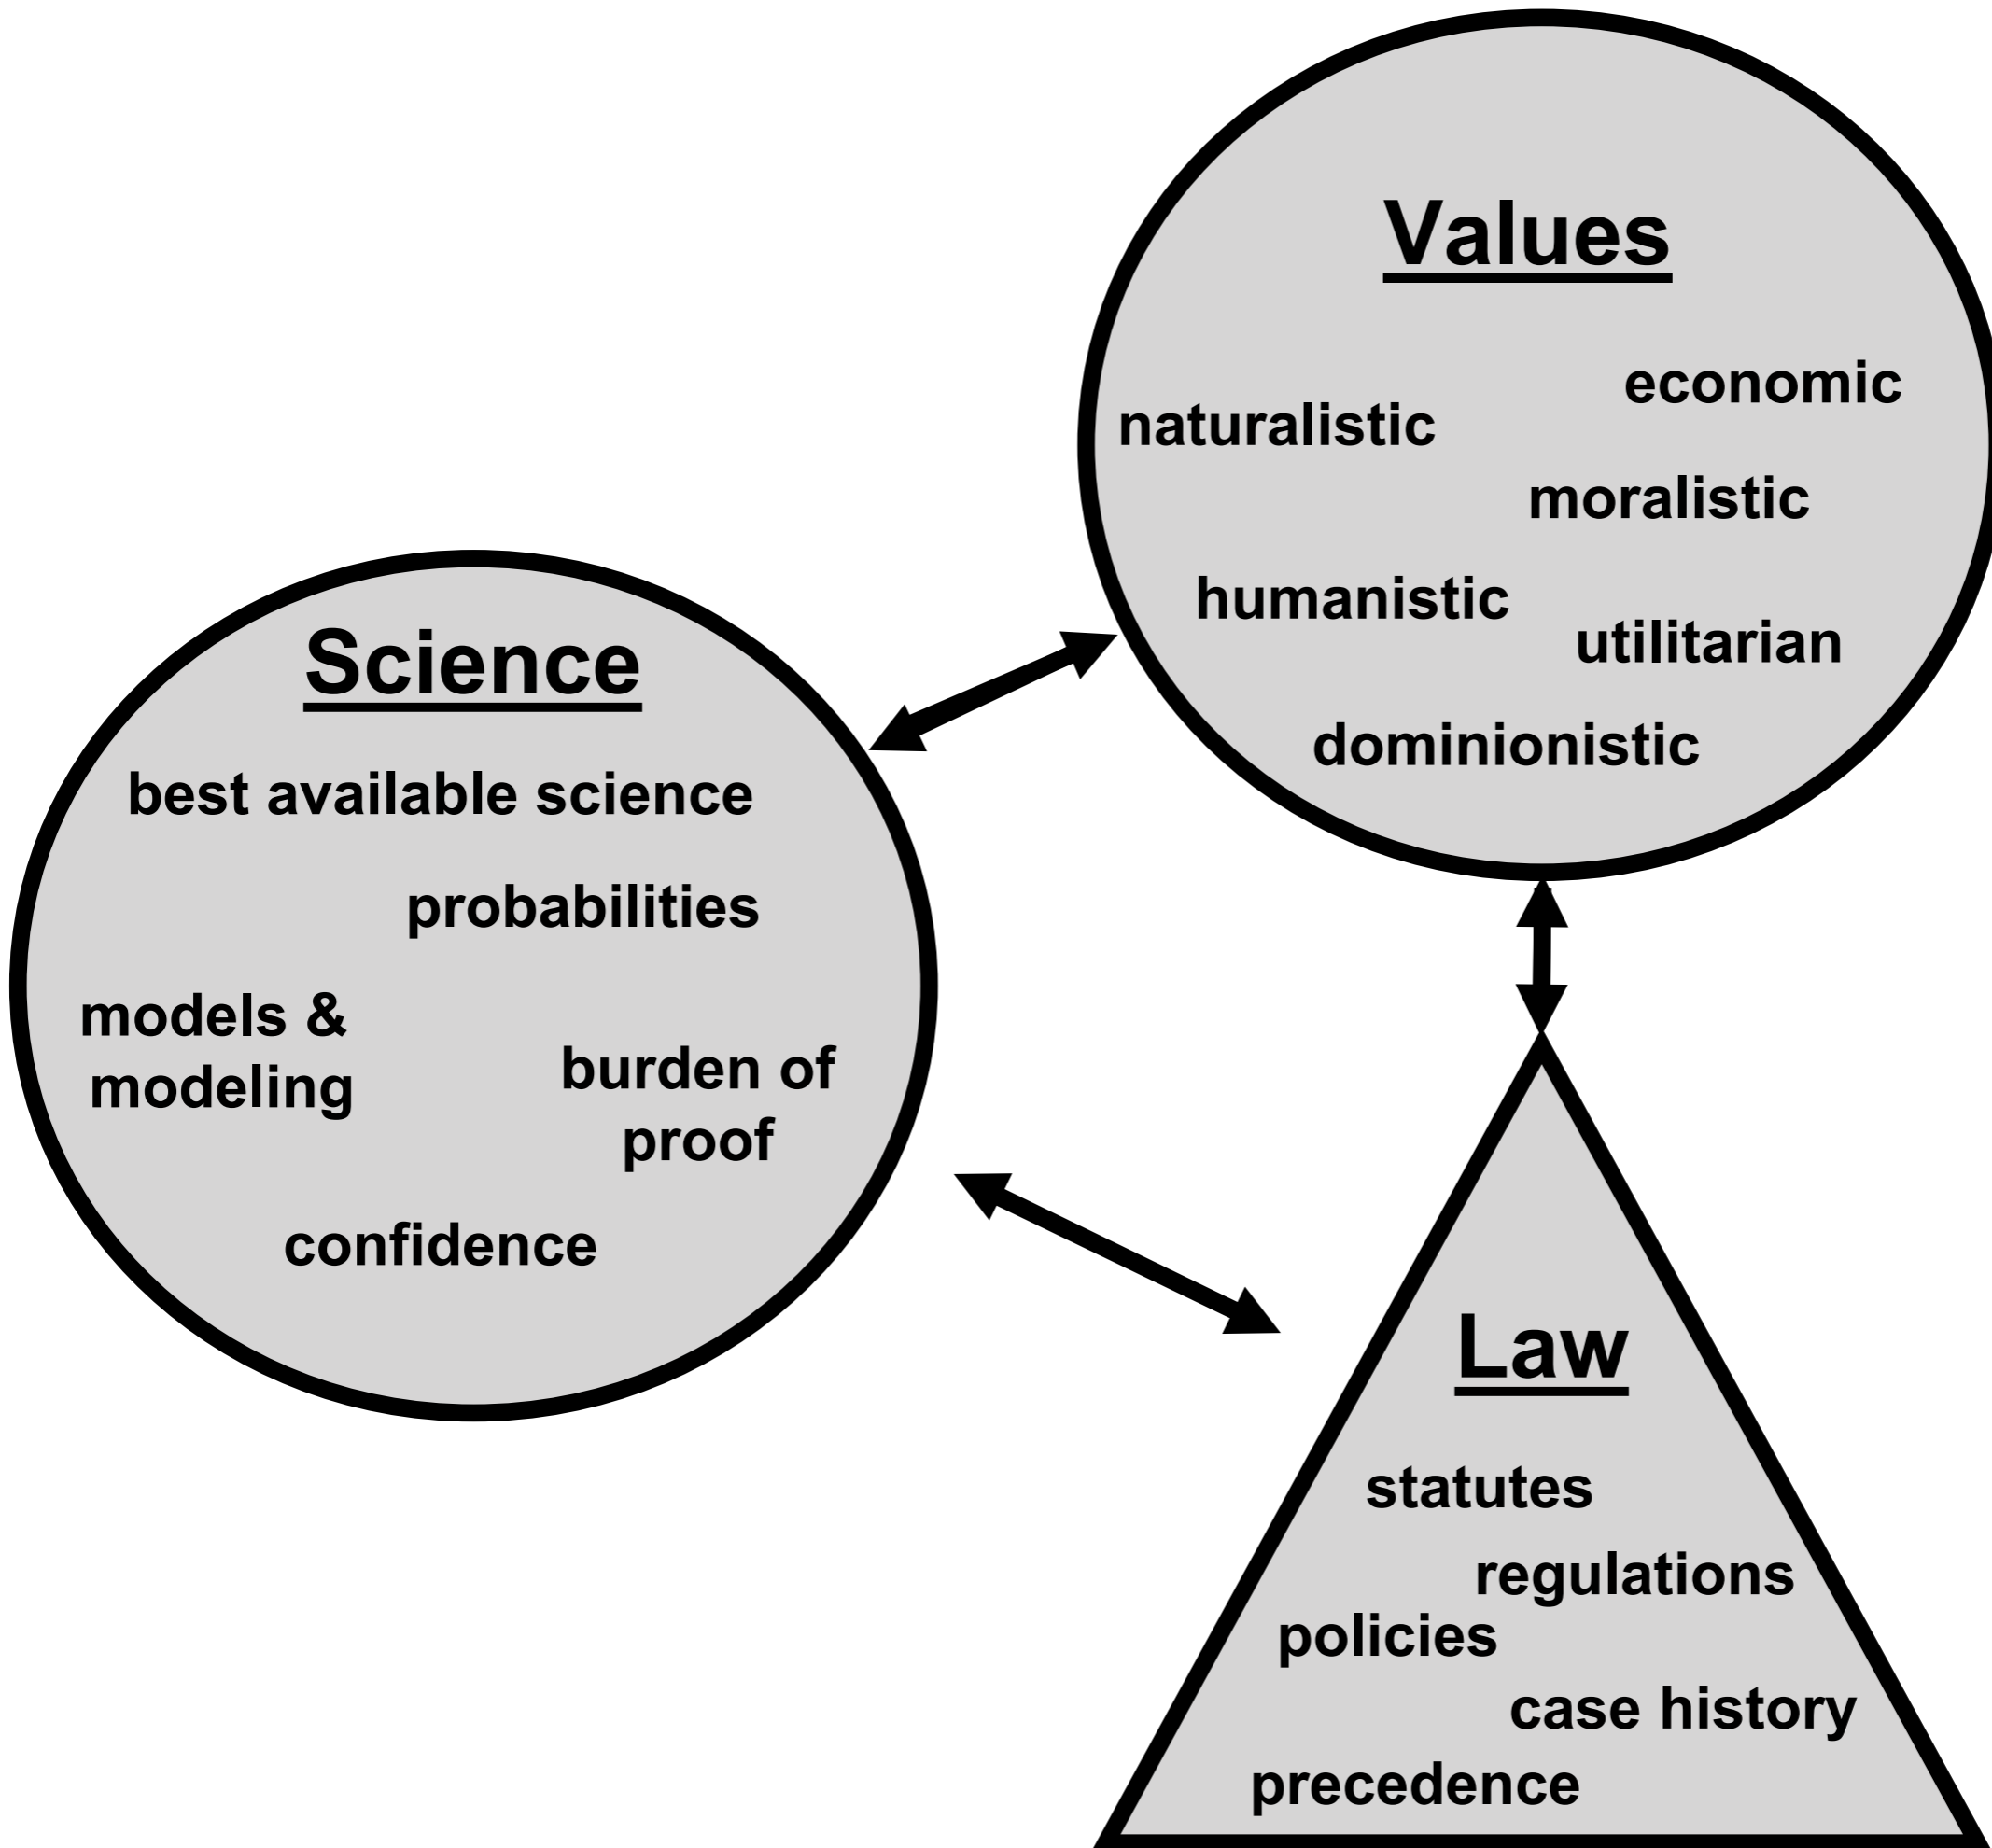 Values
economic
naturalistic
moralistic
humanistic
utilitarian
dominionistic
Science
best available science
probabilities
models &
modeling
burden of
proof
confidence
Law
statutes
regulations
policies
case history
precedence